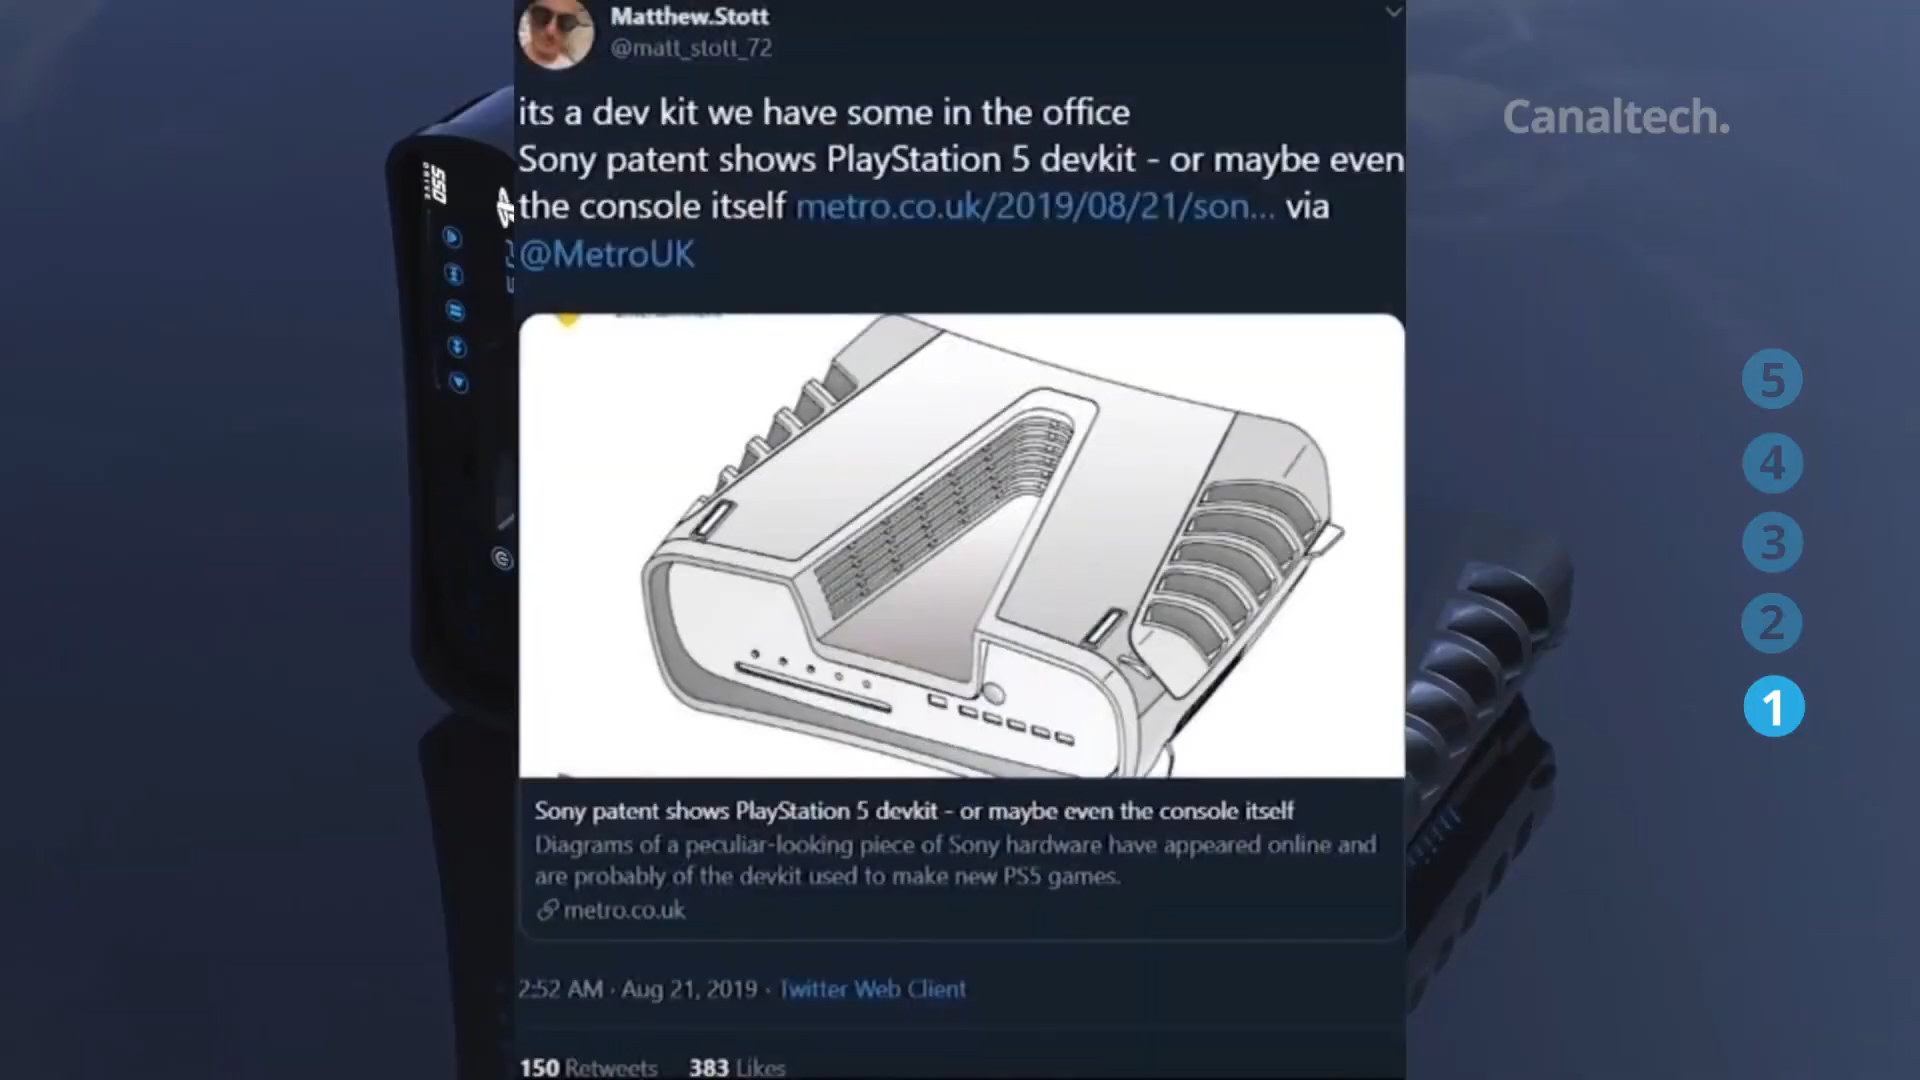 Matthew.Stott
@matt_stott_72
its a dev kit we have some in the office
Sony patent shows PlayStation 5 devkit - or maybe even
the console itself metro.co.uk/2019/08/21/son... via
@MetroUK
Canaltech.
SSD
5
4
3
2
1
Sony patent shows PlayStation 5 devkit - or maybe even the console itself
Diagrams of a peculiar-looking piece of Sony hardware have appeared online and
are probably of the devkit used to make new PS5 games.
metro.co.uk
2:52 AM · Aug 21, 2019 · Twitter Web Client
150 Retweets 383 Likes